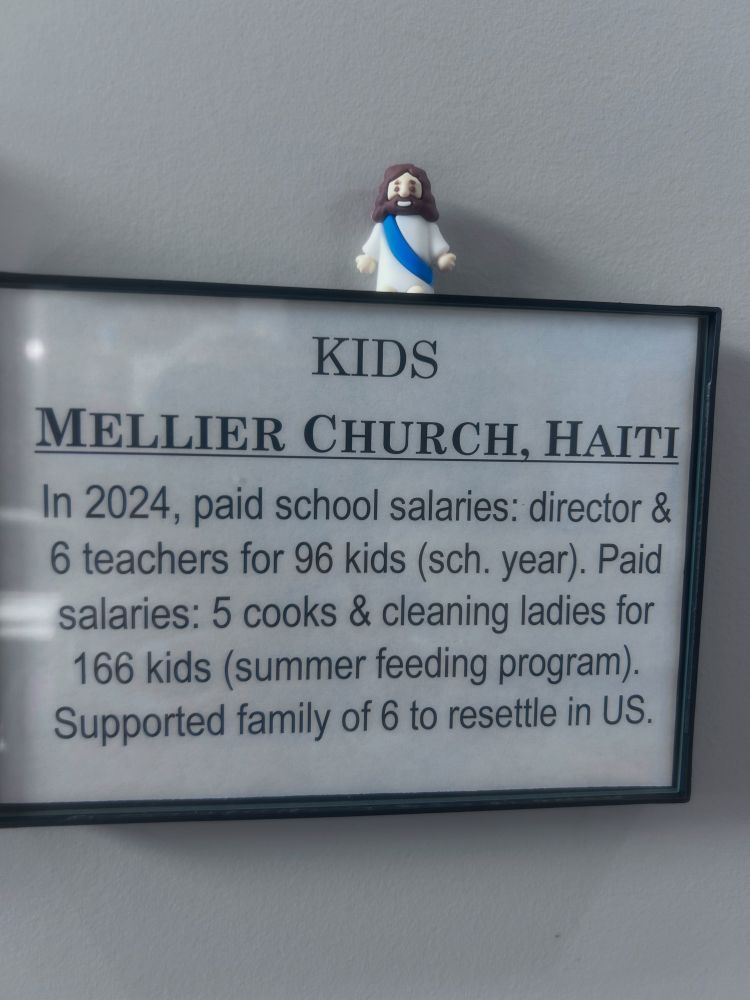 KIDS
MELLIER CHURCH, HAITI
In 2024, paid school salaries: director &
6 teachers for 96 kids (sch. year). Paid
salaries: 5 cooks & cleaning ladies for
166 kids (summer feeding program).
Supported family of 6 to resettle in US.